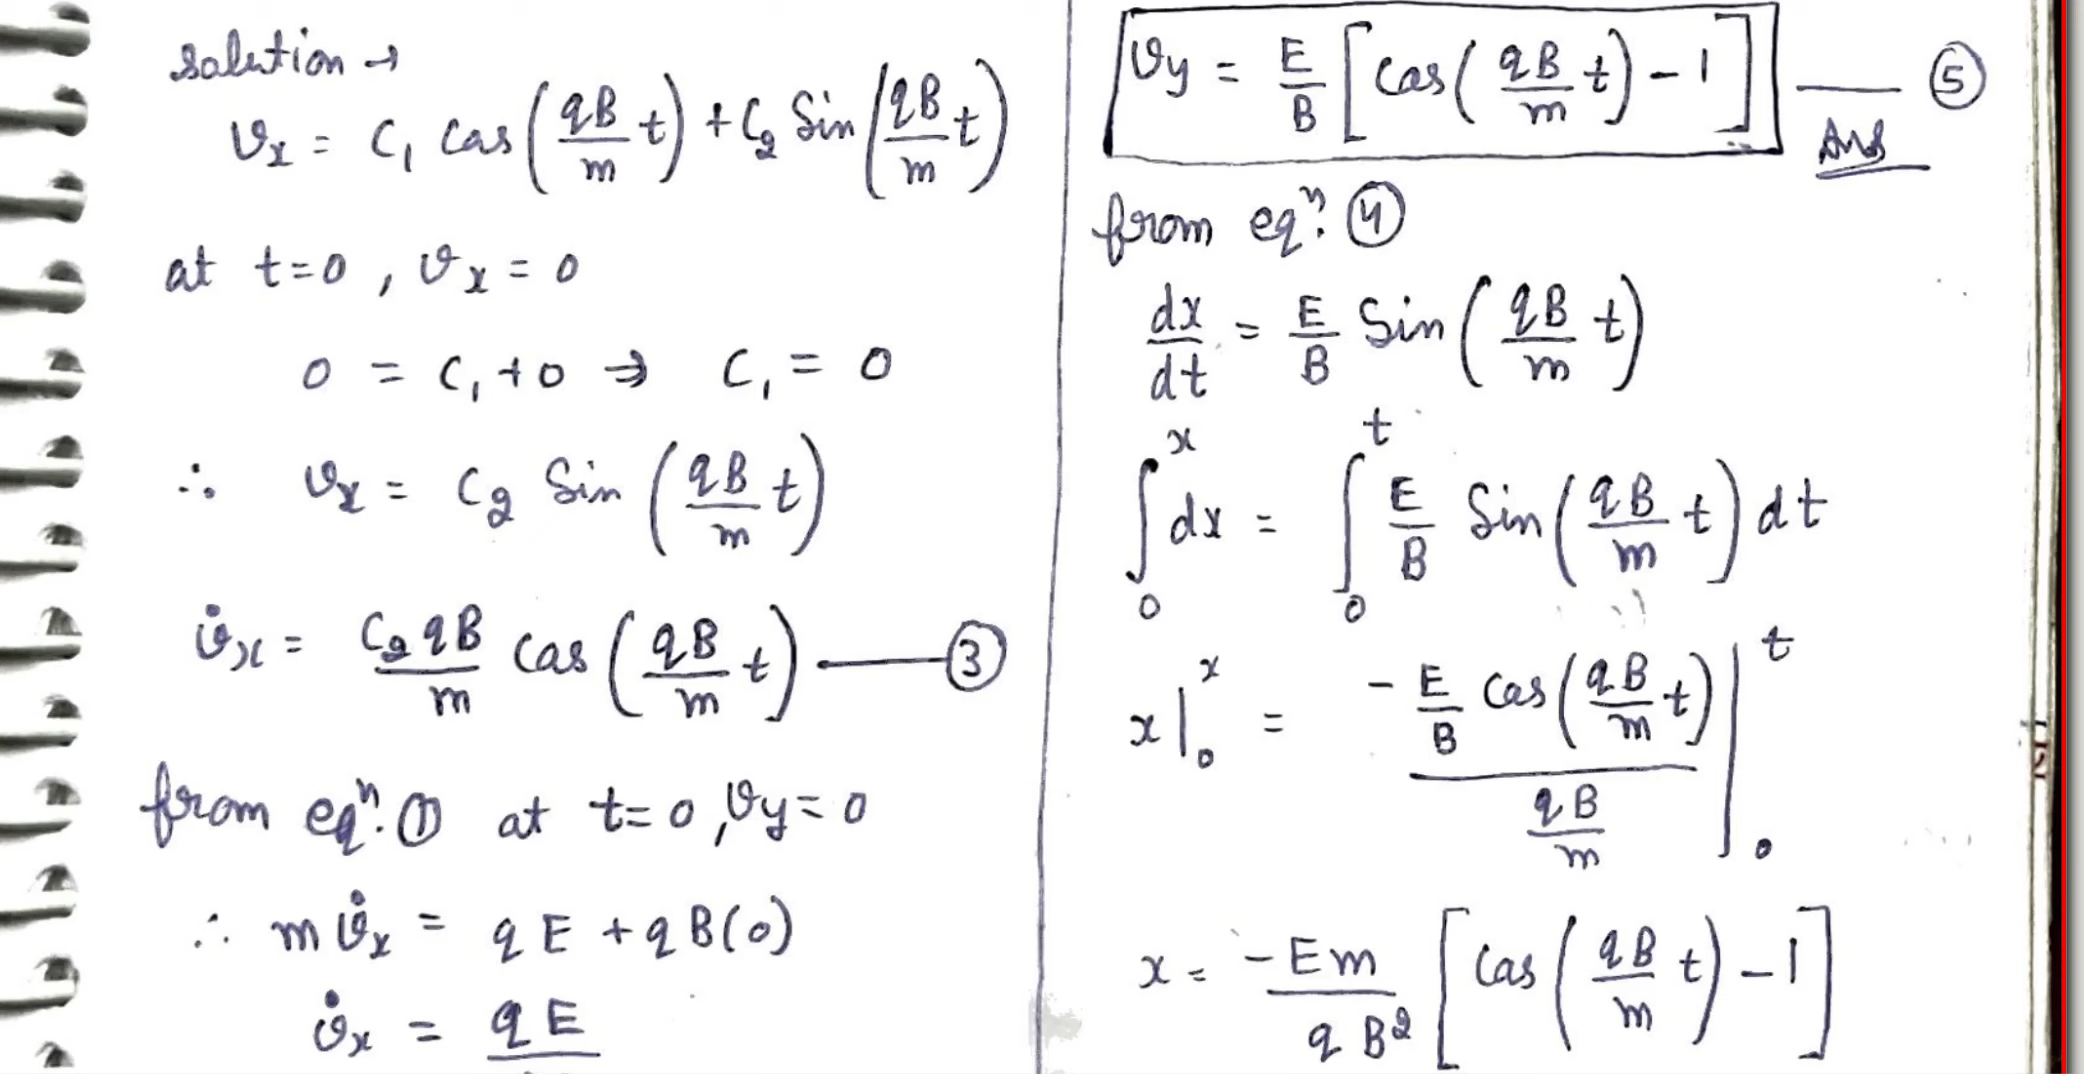 solution →
vx = C₁ cos(qB/m t) + C₂ sin(qB/m t)
at t=0 , vx = 0
0 = C₁ + 0 ⇒ C₁ = 0
∴ vx = C₂ sin(qB/m t)
v̇x = C₂qB/m cos(qB/m t) —— ③
from eqⁿ. ① at t=0, vy=0
∴ m v̇x = qE + qB(0)
v̇x = qE
vy = E/B [cos(qB/m t) - 1] —— ⑤
Ans
from eqⁿ. ④
dx/dt = E/B sin(qB/m t)
∫₀ˣ dx = ∫₀ᵗ E/B sin(qB/m t) dt
x|₀ˣ = (-E/B cos(qB/m t))/(qB/m) |₀ᵗ
x = -Em/qB² [cos(qB/m t) - 1]